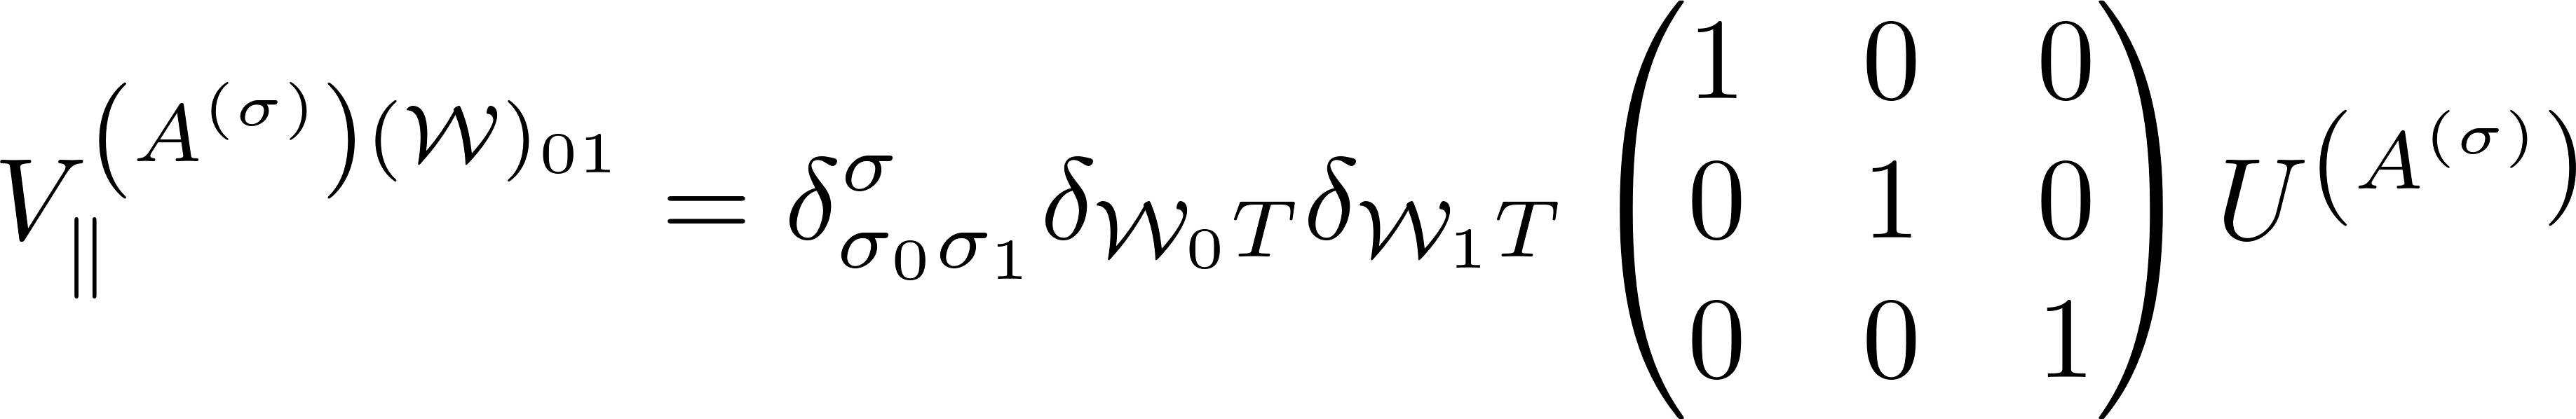 $V_{\parallel}^{\left(A^{(\sigma)}\right)(\mathcal{W})_{01}} = \delta^{\sigma}_{\sigma_0 \sigma_1} \delta_{\mathcal{W}_0 T} \delta_{\mathcal{W}_1 T} \begin{pmatrix} 1 & 0 & 0 \\ 0 & 1 & 0 \\ 0 & 0 & 1 \end{pmatrix} U^{\left(A^{(\sigma)}\right)}$